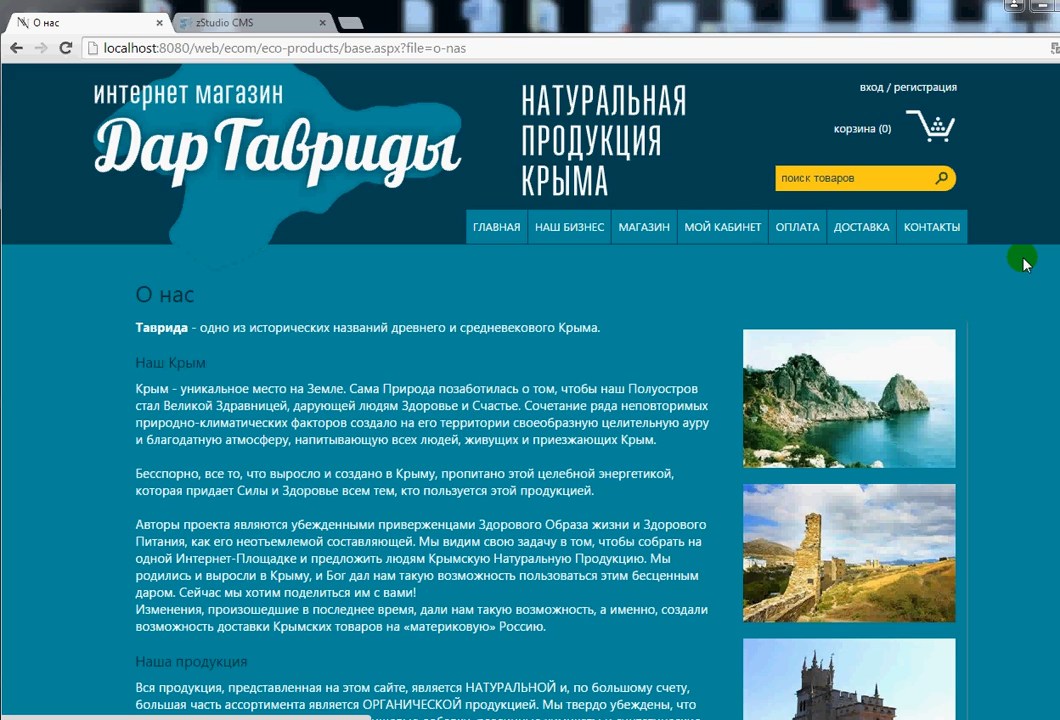 О нас
zStudio CMS
localhost:8080/web/ecom/eco-products/base.aspx?file=o-nas
интернет магазин
Дар Тавриды
НАТУРАЛЬНАЯ
ПРОДУКЦИЯ
КРЫМА
вход / регистрация
корзина (0)
поиск товаров
ГЛАВНАЯ НАШ БИЗНЕС МАГАЗИН МОЙ КАБИНЕТ ОПЛАТА ДОСТАВКА КОНТАКТЫ
О нас
Таврида - одно из исторических названий древнего и средневекового Крыма.
Наш Крым
Крым - уникальное место на Земле. Сама Природа позаботилась о том, чтобы наш Полуостров
стал Великой Здравницей, дарующей людям Здоровье и Счастье. Сочетание ряда неповторимых
природно-климатических факторов создало на его территории своеобразную целительную ауру
и благодатную атмосферу, напитывающую всех людей, живущих и приезжающих Крым.
Бесспорно, все то, что выросло и создано в Крыму, пропитано этой целебной энергетикой,
которая придает Силы и Здоровье всем тем, кто пользуется этой продукцией.
Авторы проекта являются убежденными приверженцами Здорового Образа жизни и Здорового
Питания, как его неотъемлемой составляющей. Мы видим свою задачу в том, чтобы собрать на
одной Интернет-Площадке и предложить людям Крымскую Натуральную Продукцию. Мы
родились и выросли в Крыму, и Бог дал нам такую возможность пользоваться этим бесценным
даром. Сейчас мы хотим поделиться им с вами!
Изменения, произошедшие в последнее время, дали нам такую возможность, а именно, создали
возможность доставки Крымских товаров на «материковую» Россию.
Наша продукция
Вся продукция, представленная на этом сайте, является НАТУРАЛЬНОЙ и, по большому счету,
большая часть ассортимента является ОРГАНИЧЕСКОЙ продукцией. Мы твердо убеждены, что